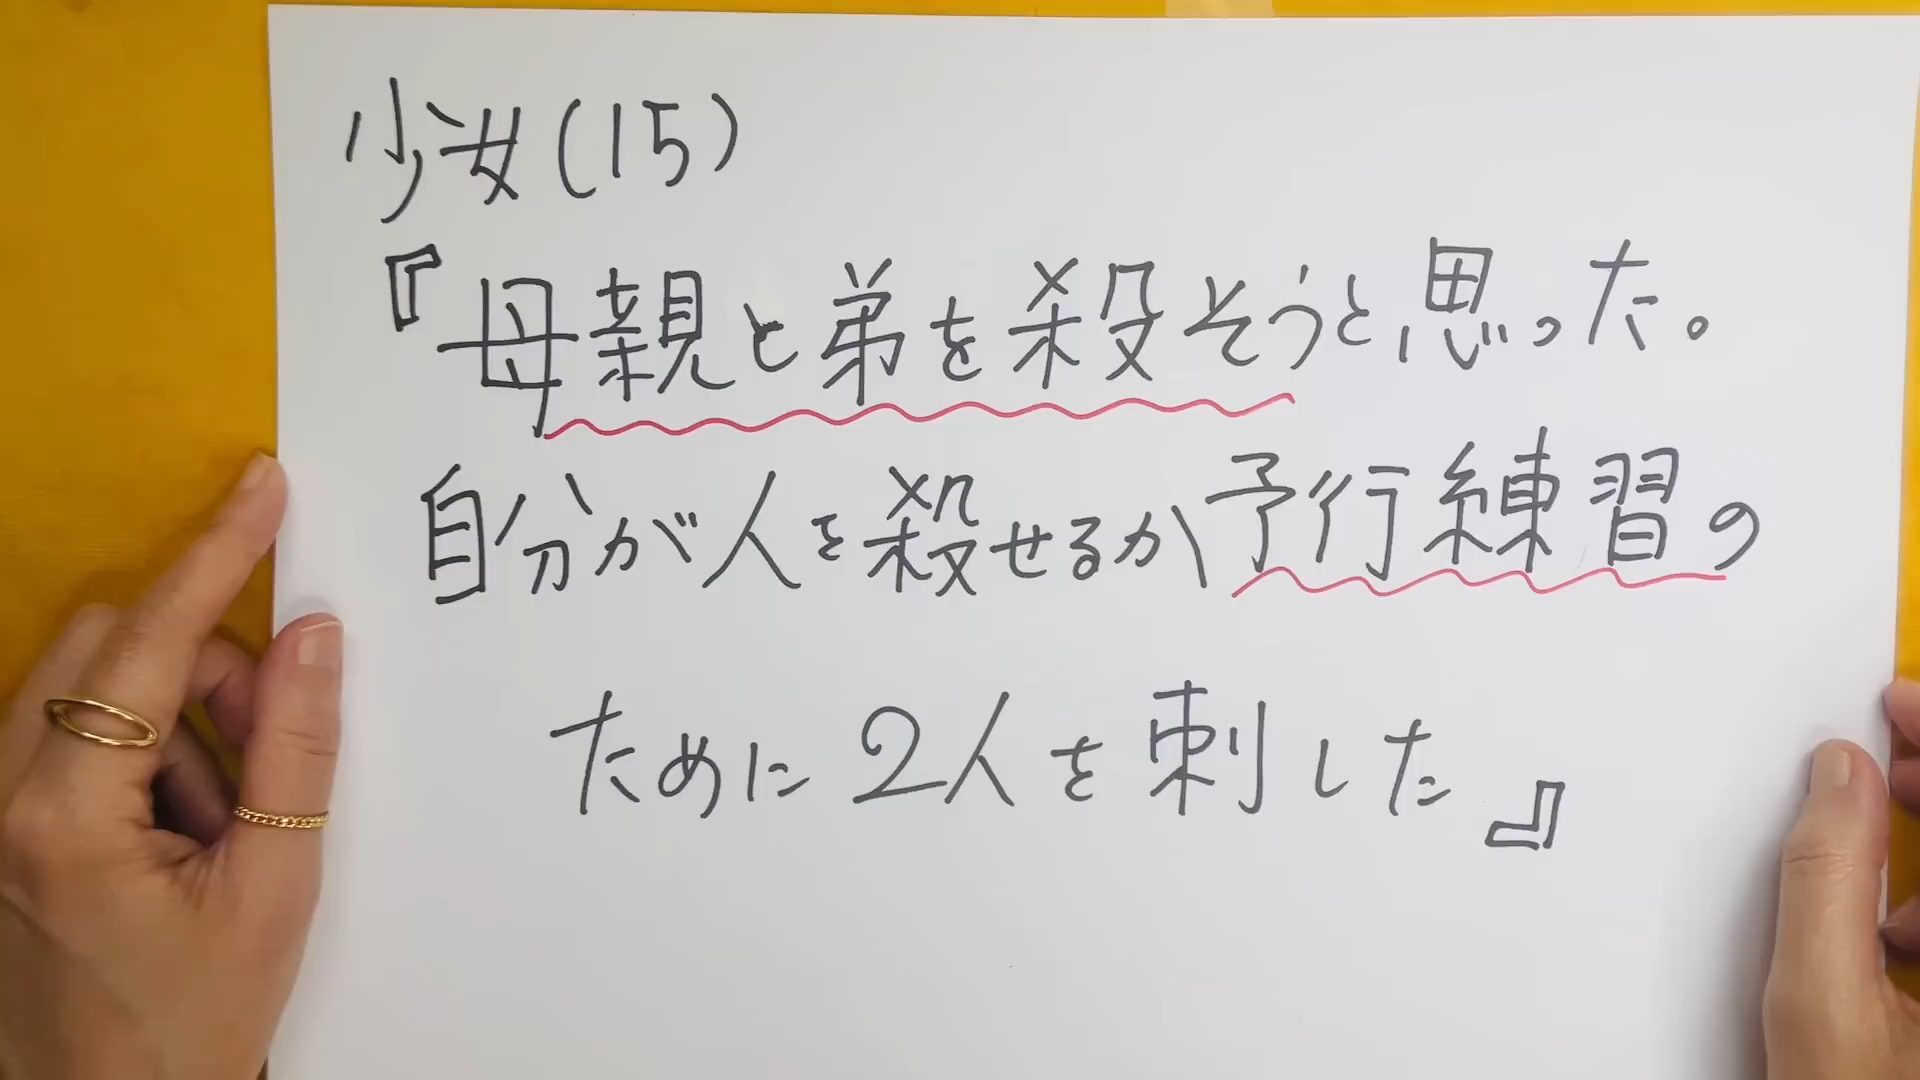 少女(15)
『母親と弟を殺そうと思った。
自分が人を殺せるか予行練習の
ために2人を刺した』